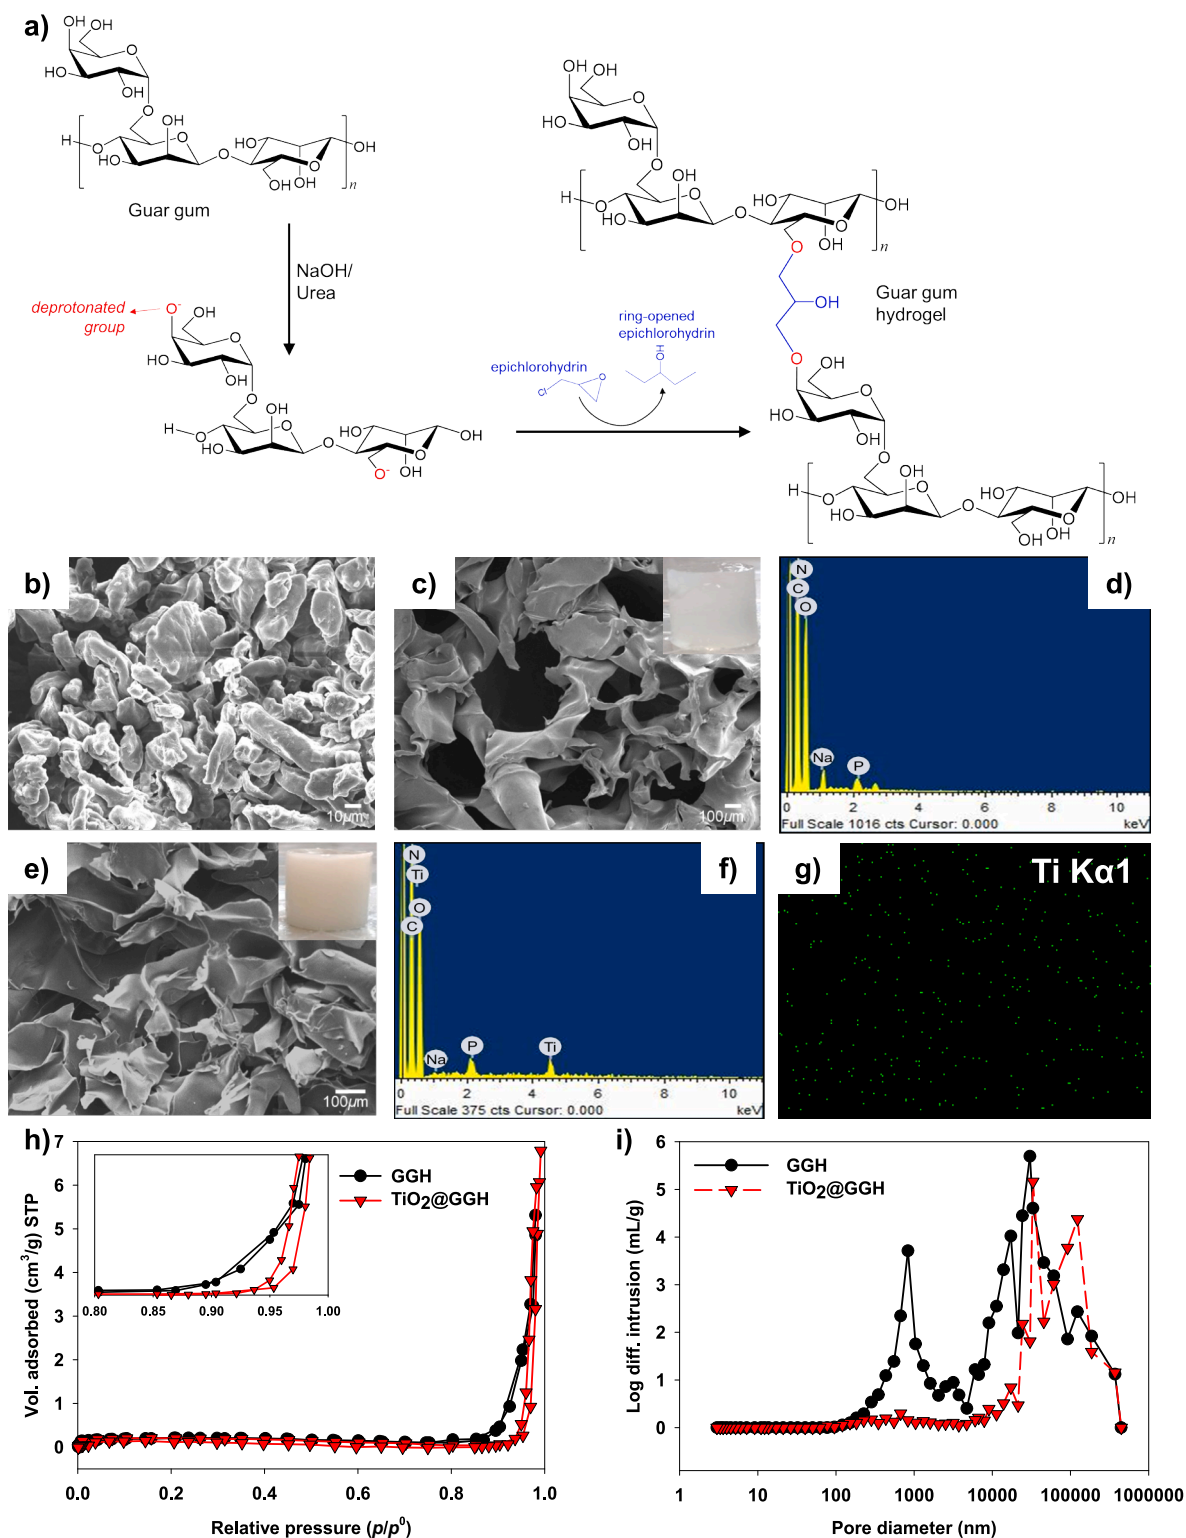 a)
OH
OH
O
HO
OH
O
OH
O
H
O
HO
O
HO
O
OH
OH
OH
n
Guar gum
NaOH/
Urea
deprotonated
group
O-
OH
O
HO
OH
O
OH
O
H
O
HO
O
HO
O
OH
OH
O-
epichlorohydrin
Cl
O
ring-opened
epichlorohydrin
HO
OH
OH
O
HO
OH
O
OH
O
H
O
HO
O
HO
O
OH
OH
n
O
OH
Guar gum
hydrogel
O
OH
O
HO
OH
O
OH
O
H
O
HO
O
HO
O
OH
OH
OH
n
b)
10µm
c)
100µm
d)
N
C
O
Na
P
0 2 4 6 8 10
Full Scale 1016 cts Cursor: 0.000
keV
e)
100µm
f)
N
Ti
O
C
Na
P
Ti
0 2 4 6 8 10
Full Scale 375 cts Cursor: 0.000
keV
g)
Ti Kα1
h)
7
6
5
4
3
2
1
0
Vol. adsorbed (cm3/g) STP
0.80 0.85 0.90 0.95 1.00
GGH
TiO2@GGH
0.0 0.2 0.4 0.6 0.8 1.0
Relative pressure (p/p0)
i)
6
5
4
3
2
1
0
Log diff. intrusion (mL/g)
GGH
TiO2@GGH
1 10 100 1000 10000 100000 1000000
Pore diameter (nm)